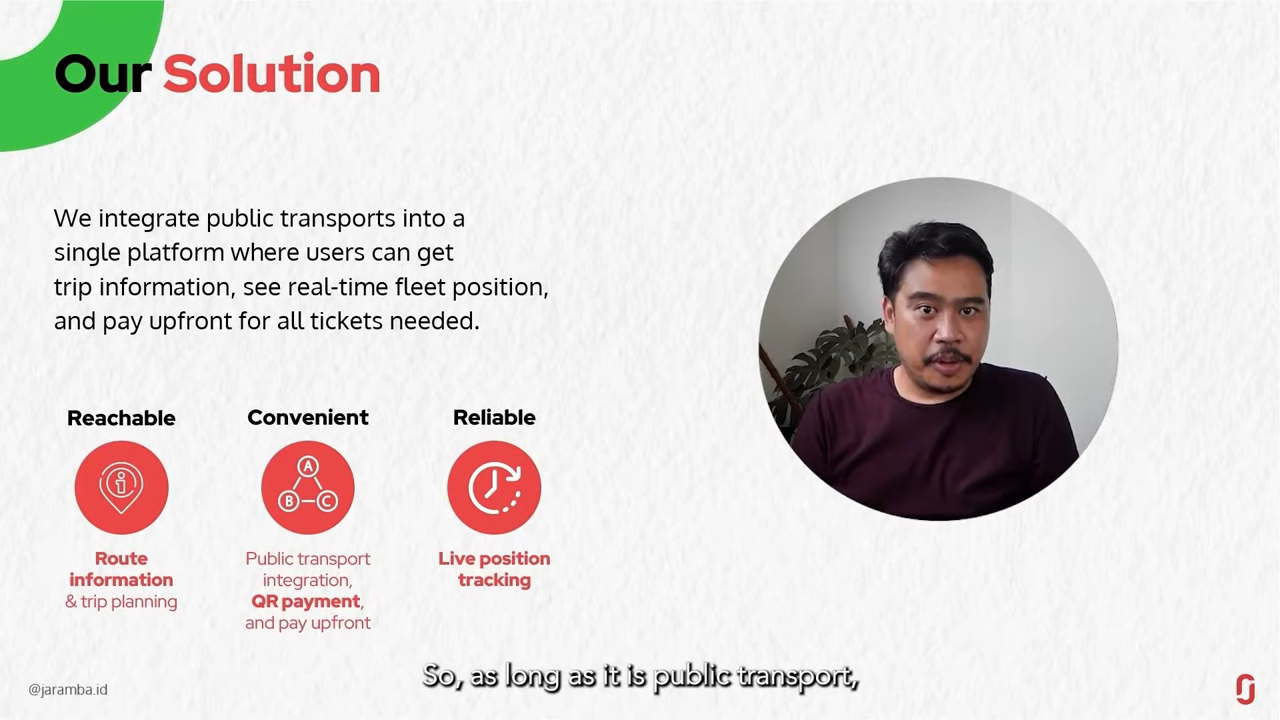 Our Solution
We integrate public transports into a
single platform where users can get
trip information, see real-time fleet position,
and pay upfront for all tickets needed.
Reachable
Route
information
& trip planning
Convenient
A
B
C
Public transport
integration,
QR payment,
and pay upfront
Reliable
Live position
tracking
So, as long as it is public transport,
@jaramba.id